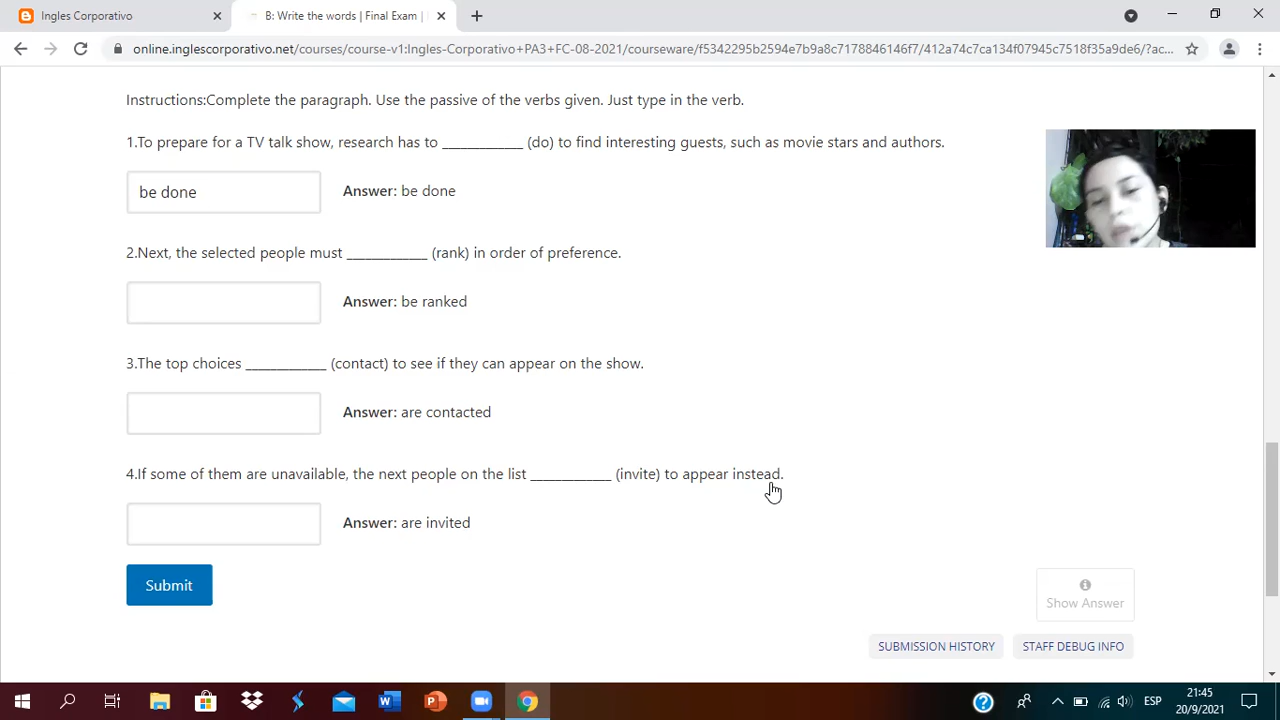 Ingles Corporativo
B: Write the words | Final Exam |
online.inglescorporativo.net/courses/course-v1:Ingles-Corporativo+PA3+FC-08-2021/courseware/f5342295b2594e7b9a8c7178846146f7/412a74c7ca134f07945c7518f35a9de6/?ac...
Instructions:Complete the paragraph. Use the passive of the verbs given. Just type in the verb.
1.To prepare for a TV talk show, research has to ____________ (do) to find interesting guests, such as movie stars and authors.
be done Answer: be done
2.Next, the selected people must ____________ (rank) in order of preference.
Answer: be ranked
3.The top choices ____________ (contact) to see if they can appear on the show.
Answer: are contacted
4.If some of them are unavailable, the next people on the list ____________ (invite) to appear instead.
Answer: are invited
Submit
Show Answer
SUBMISSION HISTORY STAFF DEBUG INFO
ESP
21:45
20/9/2021